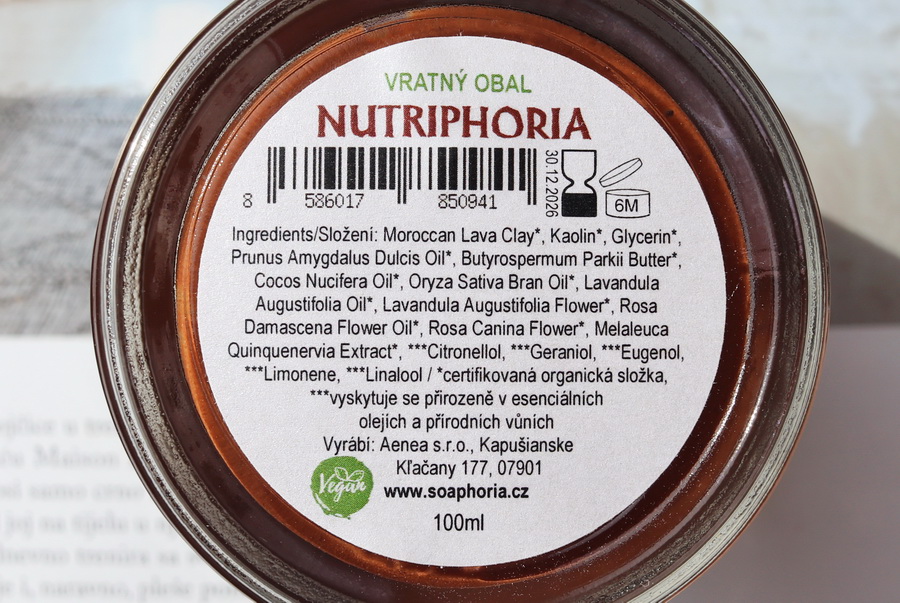 VRATNÝ OBAL
NUTRIPHORIA
30.12.2026
6M
8 586017 850941
Ingredients/Složení: Moroccan Lava Clay*, Kaolin*, Glycerin*,
Prunus Amygdalus Dulcis Oil*, Butyrospermum Parkii Butter*,
Cocos Nucifera Oil*, Oryza Sativa Bran Oil*, Lavandula
Augustifolia Oil*, Lavandula Augustifolia Flower*, Rosa
Damascena Flower Oil*, Rosa Canina Flower*, Melaleuca
Quinquenervia Extract*, ***Citronellol, ***Geraniol, ***Eugenol,
***Limonene, ***Linalool / *certifikovaná organická složka,
***vyskytuje se přirozeně v esenciálních
olejích a přírodních vůních
Vyrábí: Aenea s.r.o., Kapušianske
Kľačany 177, 07901
Vegan
www.soaphoria.cz
100ml